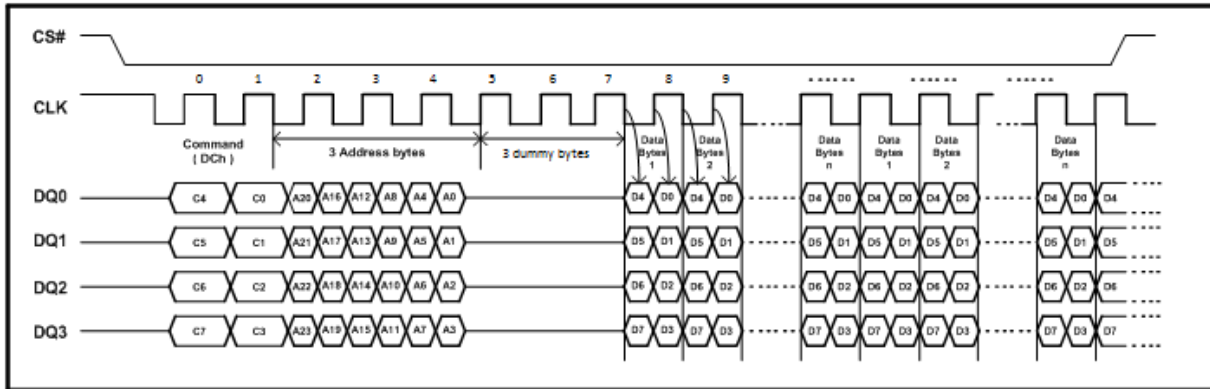 CS#
0 1 2 3 4 5 6 7 8 9
CLK
Command
( DCh )
3 Address bytes
3 dummy bytes
Data
Bytes
1
Data
Bytes
2
Data
Bytes
n
Data
Bytes
1
Data
Bytes
2
Data
Bytes
n
DQ0 C4 C0 A20 A16 A12 A8 A4 A0 D4 D0 D4 D0 D4 D0 D4 D0 D4 D0 D4 D0 D4
DQ1 C5 C1 A21 A17 A13 A9 A5 A1 D5 D1 D5 D1 D5 D1 D5 D1 D5 D1 D5 D1 D5
DQ2 C6 C2 A22 A18 A14 A10 A6 A2 D6 D2 D6 D2 D6 D2 D6 D2 D6 D2 D6 D2 D6
DQ3 C7 C3 A23 A19 A15 A11 A7 A3 D7 D3 D7 D3 D7 D3 D7 D3 D7 D3 D7 D3 D7